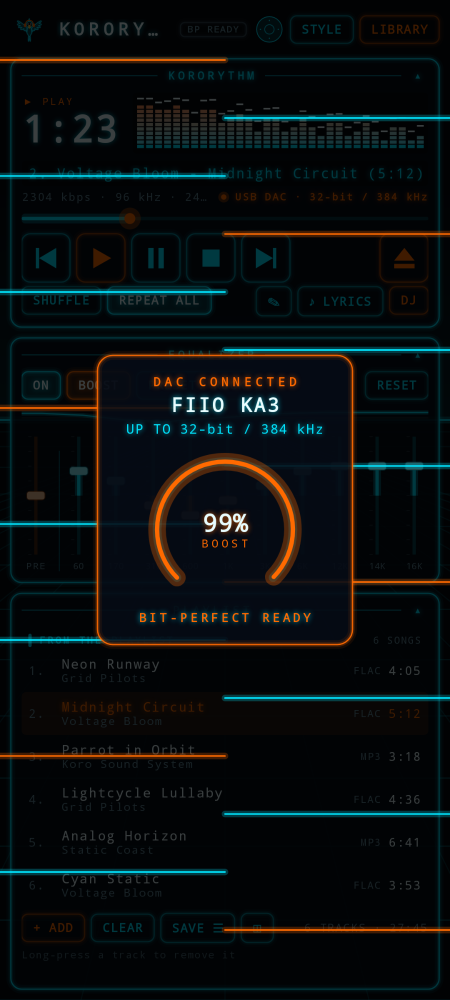 KORORY…
BP READY
STYLE
LIBRARY
KORORYTHM
▶ PLAY
1:23
2. Voltage Bloom - Midnight Circuit (5:12)
2304 kbps · 96 kHz · 24… ● USB DAC · 32-bit / 384 kHz
SHUFFLE
REPEAT ALL
♪ LYRICS
DJ
EQUALIZER
ON
RESET
DAC CONNECTED
FIIO KA3
UP TO 32-bit / 384 kHz
99%
BOOST
BIT-PERFECT READY
PRE
60
14K
16K
6 SONGS
1. Neon Runway
Grid Pilots
FLAC 4:05
2. Midnight Circuit
Voltage Bloom
FLAC 5:12
3. Parrot in Orbit
Koro Sound System
MP3 3:18
4. Lightcycle Lullaby
Grid Pilots
FLAC 4:36
5. Analog Horizon
Static Coast
MP3 6:41
6. Cyan Static
Voltage Bloom
FLAC 3:53
+ ADD
CLEAR
SAVE ☰
6 TRACKS · 27:45
Long-press a track to remove it